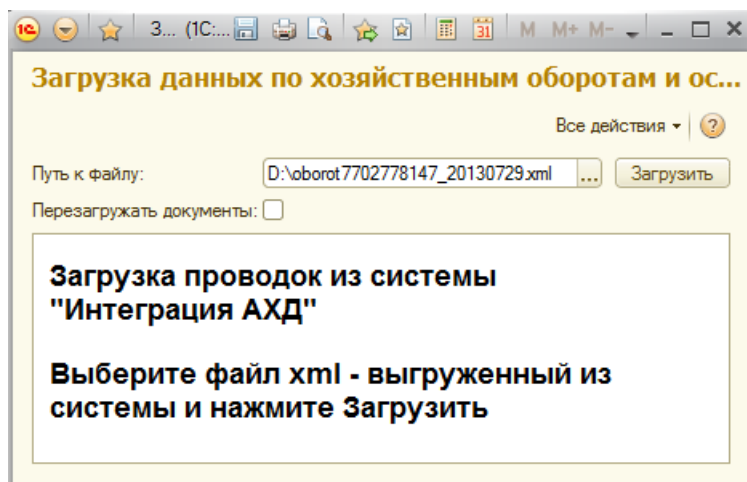 З... (1С:... 31 M M+ M-
Загрузка данных по хозяйственным оборотам и ос...
Все действия ?
Путь к файлу: D:\oborot7702778147_20130729.xml ... Загрузить
Перезагружать документы:
Загрузка проводок из системы
"Интеграция АХД"
Выберите файл xml - выгруженный из
системы и нажмите Загрузить